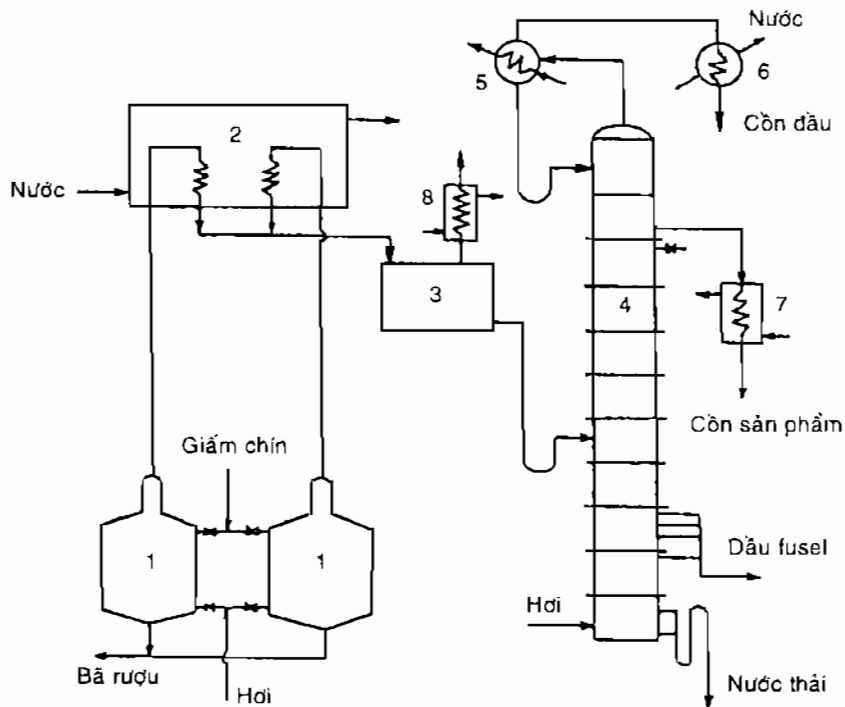 Nước
5
6
Cồn đầu
2
Nước
8
3
4
7
Cồn sản phẩm
Giấm chín
1
1
Dầu fusel
Hơi
Bã rượu
Hơi
Nước thải